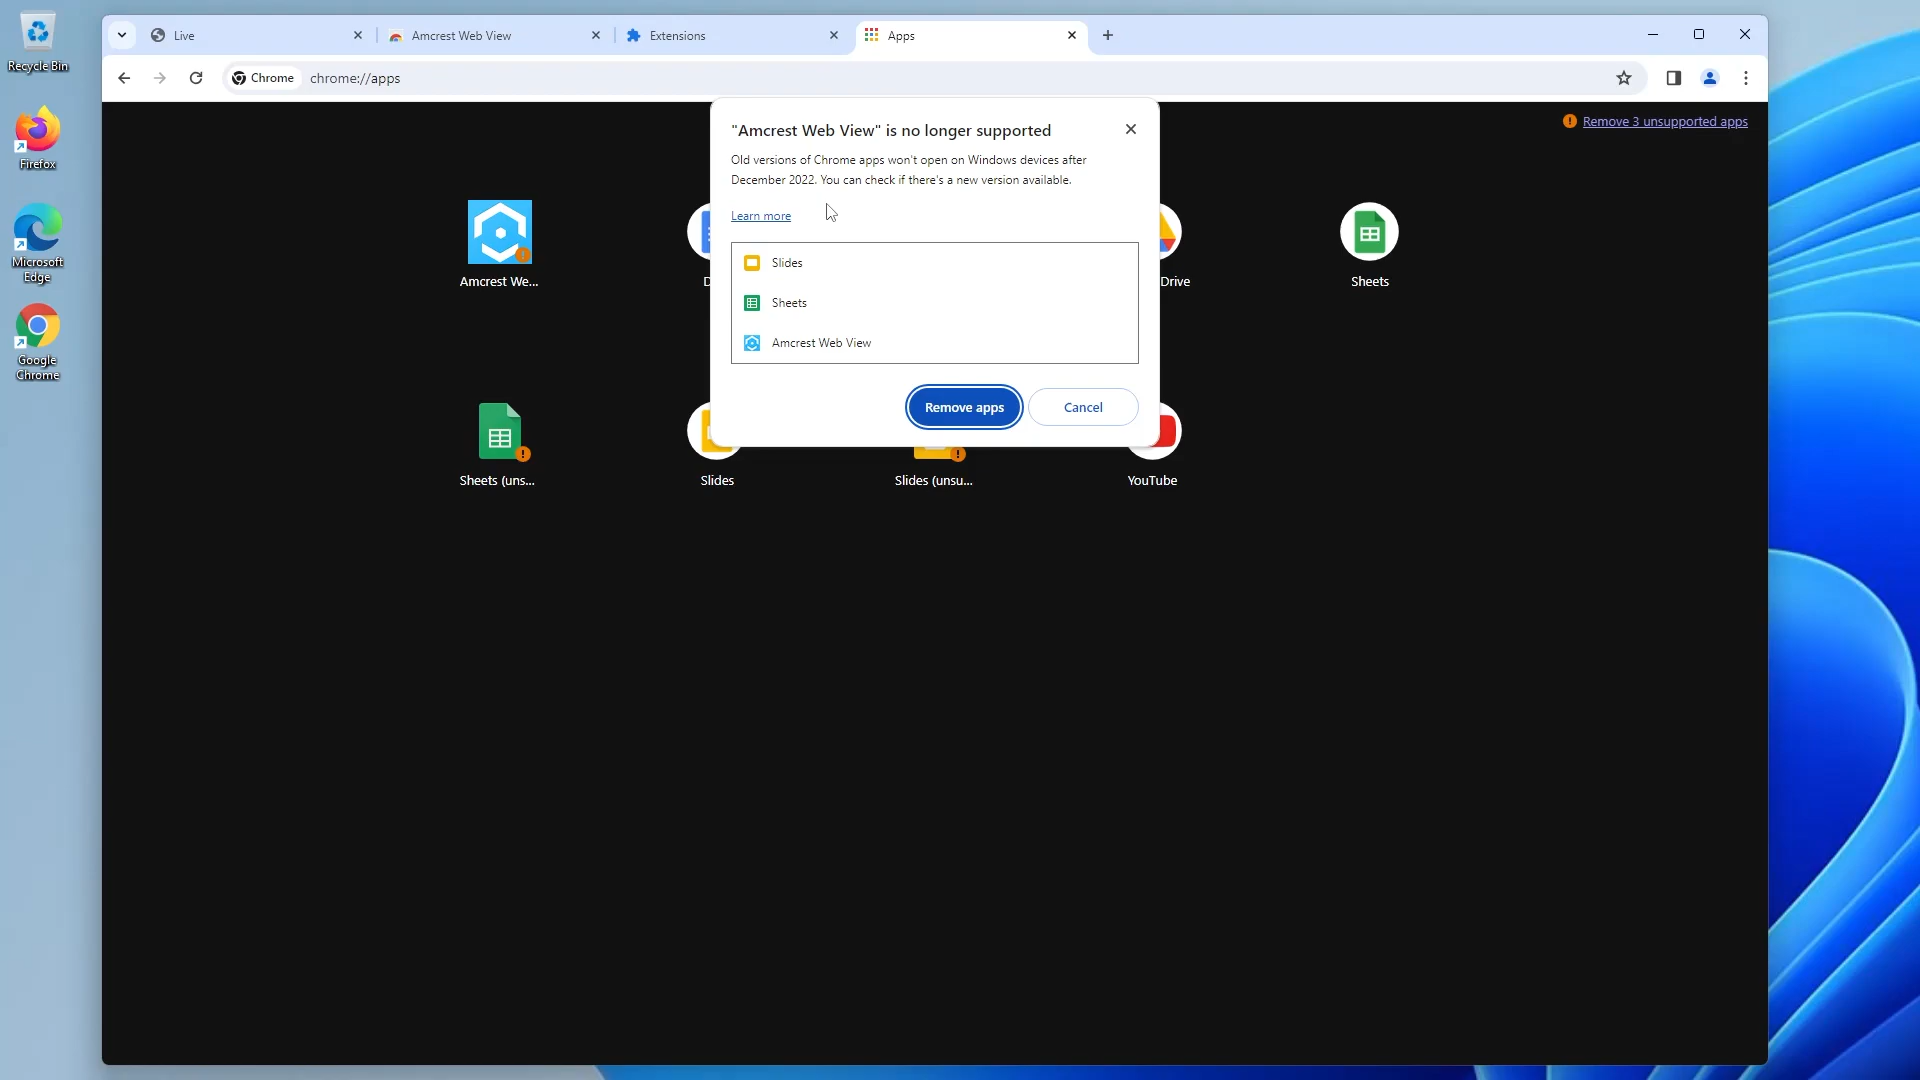 Recycle Bin
Firefox
Microsoft
Edge
Google
Chrome
Live
Amcrest Web View
Extensions
Apps
Chrome
chrome://apps
Remove 3 unsupported apps
"Amcrest Web View" is no longer supported
Old versions of Chrome apps won't open on Windows devices after
December 2022. You can check if there's a new version available.
Learn more
Slides
Sheets
Amcrest Web View
Remove apps
Cancel
Amcrest We...
D
Drive
Sheets
Sheets (uns...
Slides
Slides (unsu...
YouTube